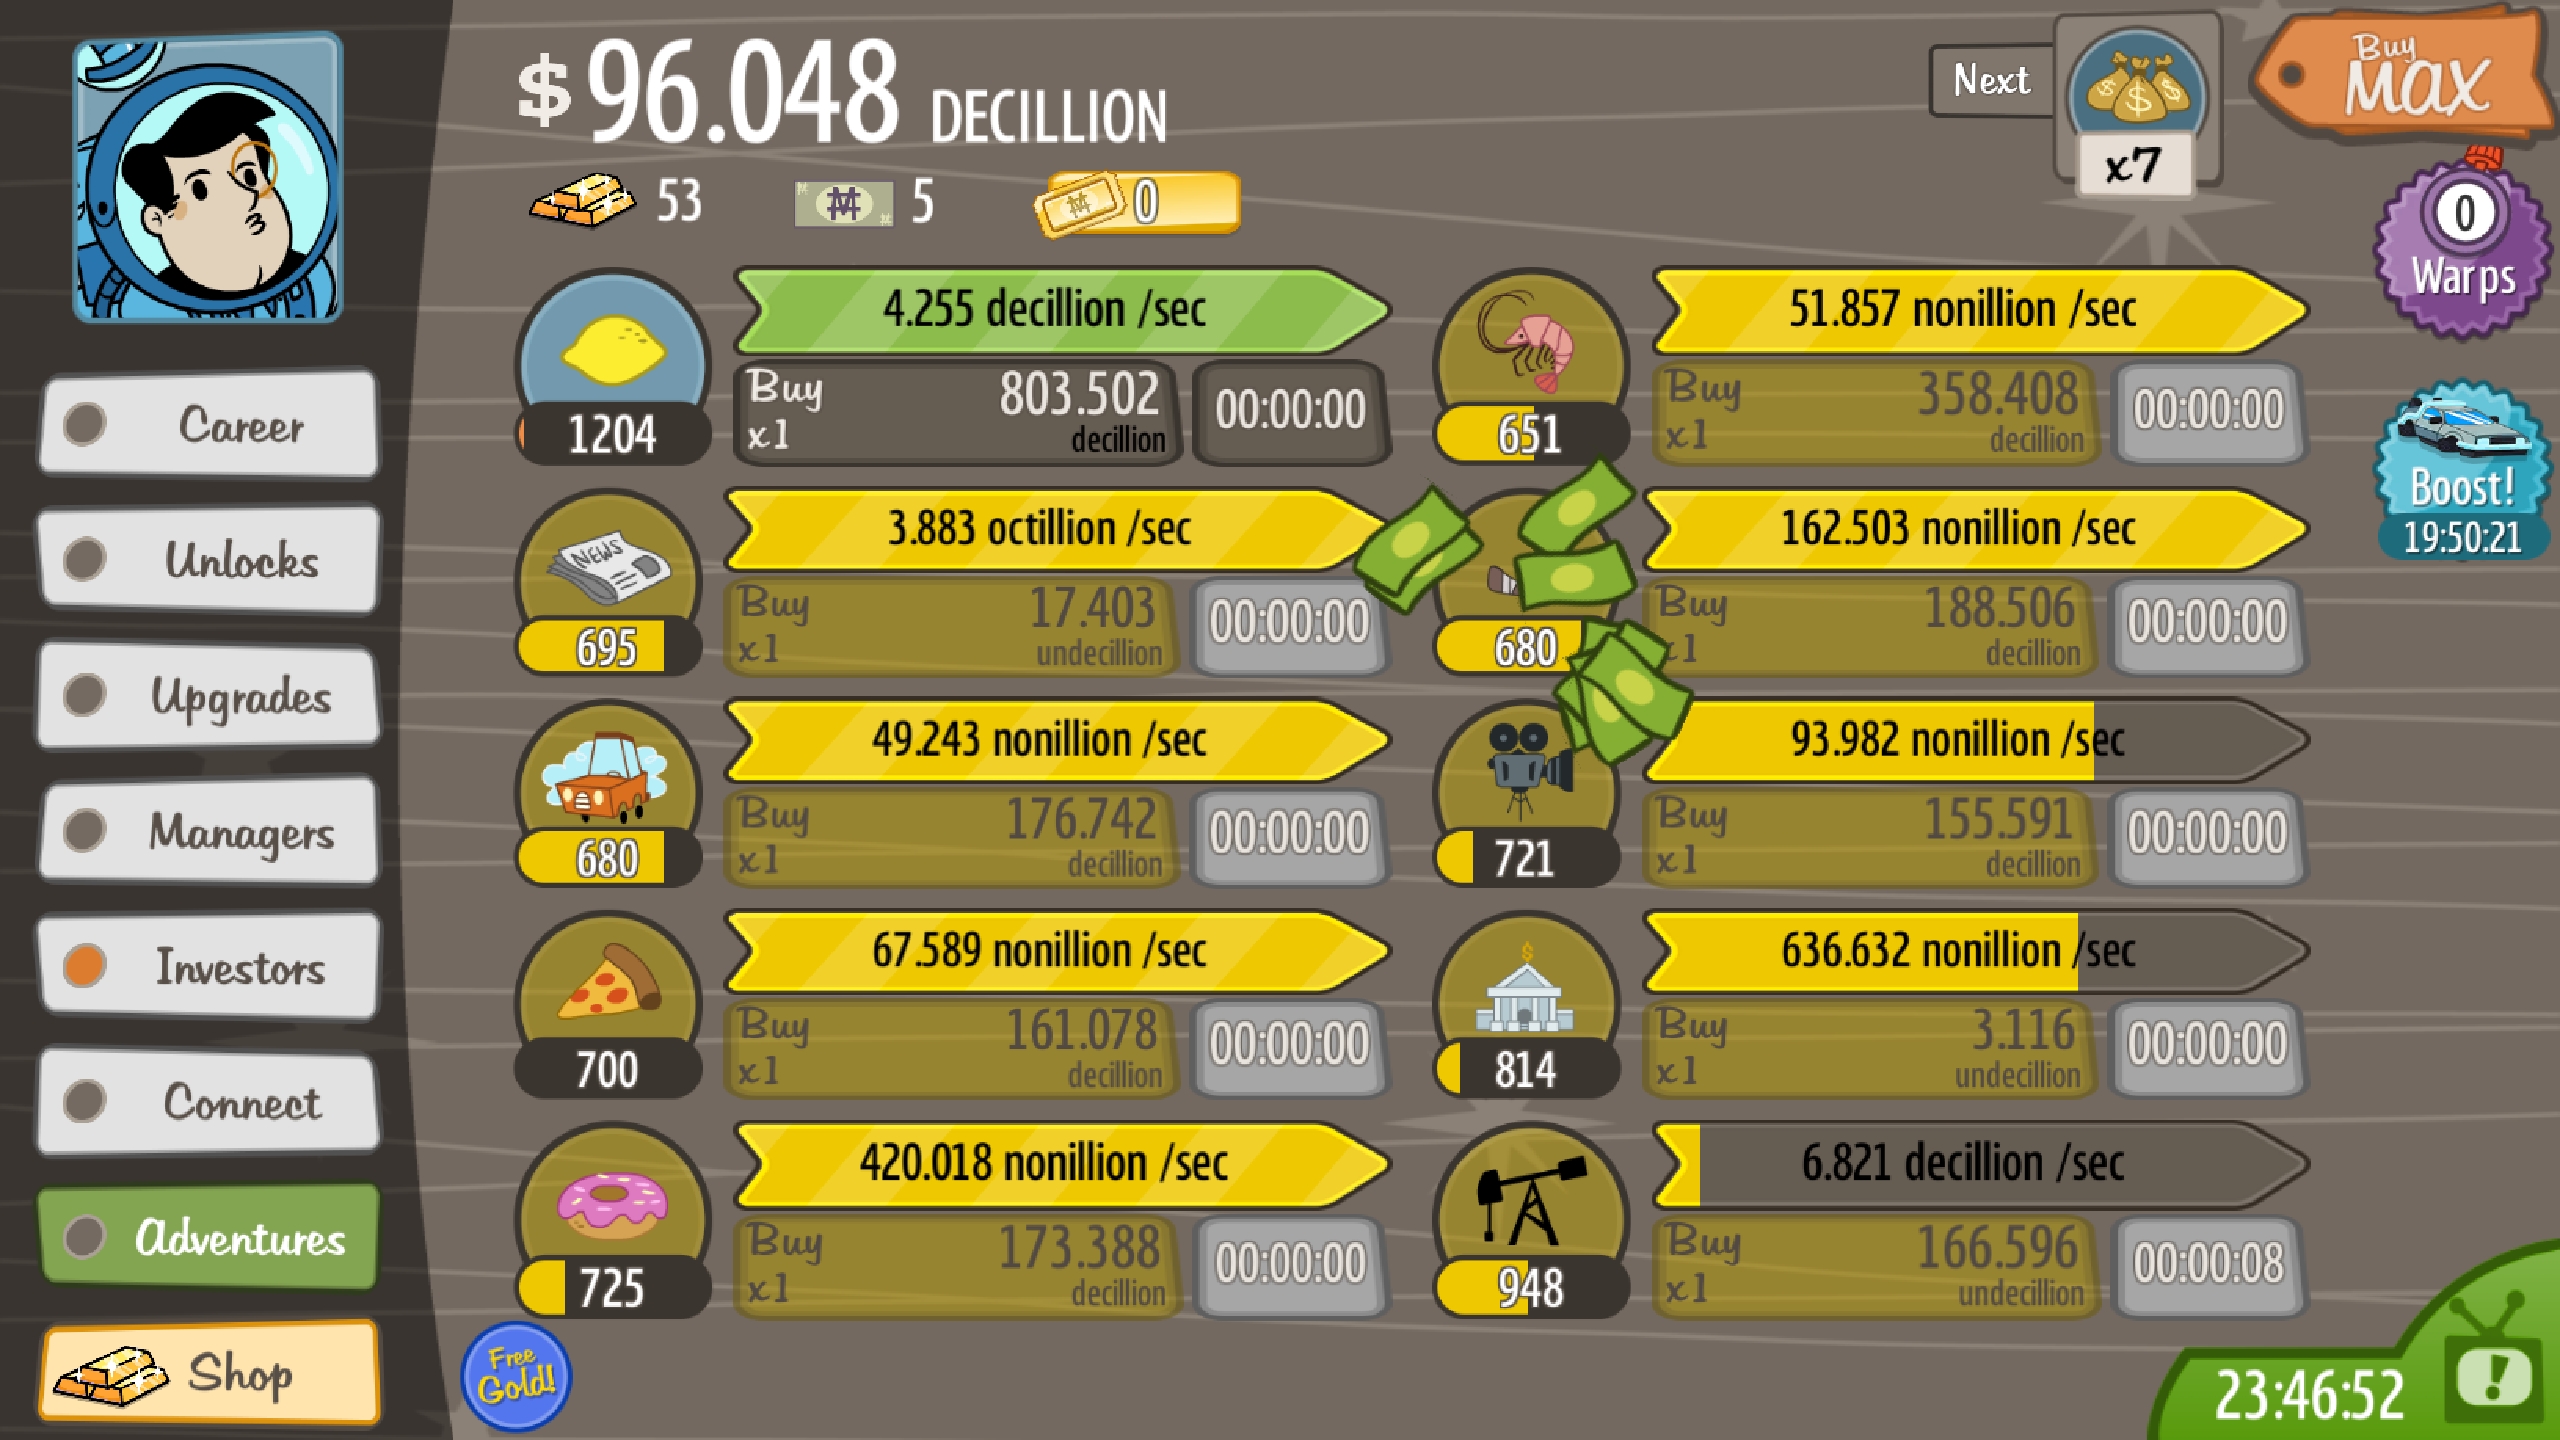 $96.048 DECILLION
53
5
0
Next
x7
Buy
MAX
0
Warps
Boost!
19:50:21
Career
Unlocks
Upgrades
Managers
Investors
Connect
Adventures
Shop
4.255 decillion /sec
Buy
x1
803.502
decillion
00:00:00
1204
51.857 nonillion /sec
Buy
x1
358.408
decillion
00:00:00
651
NEWS
3.883 octillion /sec
Buy
x1
17.403
undecillion
00:00:00
695
162.503 nonillion /sec
Buy
x1
188.506
decillion
00:00:00
680
49.243 nonillion /sec
Buy
x1
176.742
decillion
00:00:00
680
93.982 nonillion /sec
Buy
x1
155.591
decillion
00:00:00
721
67.589 nonillion /sec
Buy
x1
161.078
decillion
00:00:00
700
636.632 nonillion /sec
Buy
x1
3.116
undecillion
00:00:00
814
420.018 nonillion /sec
Buy
x1
173.388
decillion
00:00:00
725
6.821 decillion /sec
Buy
x1
166.596
undecillion
00:00:08
948
Free
Gold!
23:46:52